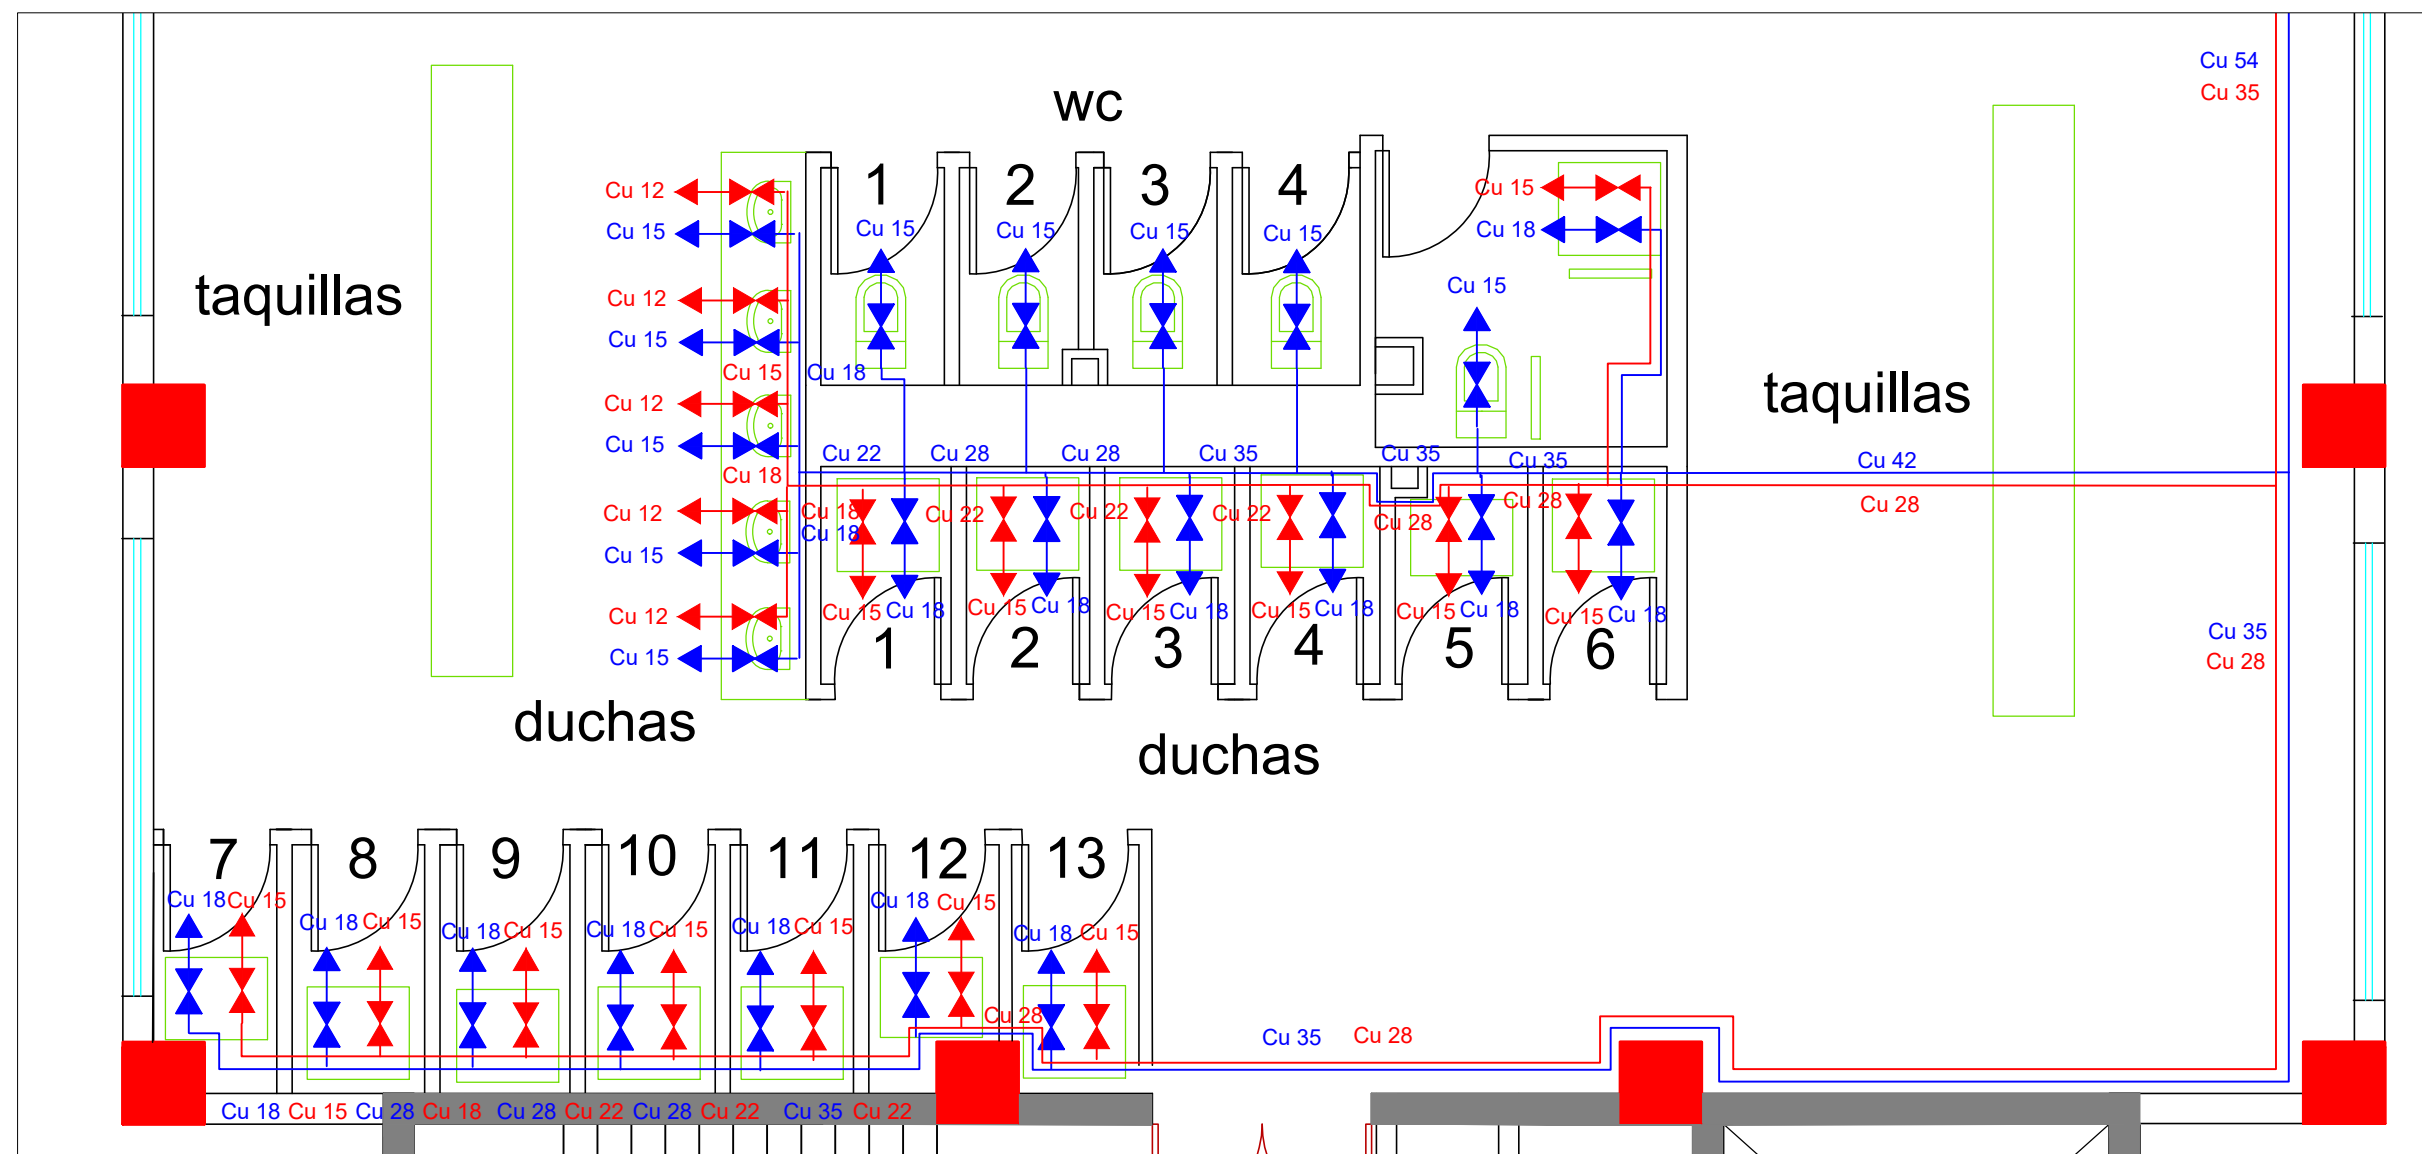 Cu 54
Cu 35
wc
1 2 3 4
Cu 12
Cu 15
Cu 15 Cu 15 Cu 15 Cu 15
Cu 15
Cu 18
taquillas
Cu 12
Cu 15
Cu 15
Cu 15 Cu 18
taquillas
Cu 12
Cu 15
Cu 22 Cu 28 Cu 28 Cu 35 Cu 35 Cu 35 Cu 42
Cu 18
Cu 12
Cu 15
Cu 18 Cu 22 Cu 22 Cu 22 Cu 28 Cu 28 Cu 28
Cu 18
Cu 12
Cu 15
Cu 15 Cu 18 Cu 15 Cu 18 Cu 15 Cu 18 Cu 15 Cu 18 Cu 15 Cu 18 Cu 15 Cu 18
1 2 3 4 5 6
Cu 35
Cu 28
duchas
duchas
7 8 9 10 11 12 13
Cu 18 Cu 15 Cu 18 Cu 15 Cu 18 Cu 15 Cu 18 Cu 15 Cu 18 Cu 15 Cu 18 Cu 15 Cu 18 Cu 15
Cu 28
Cu 35 Cu 28
Cu 18 Cu 15 Cu 28 Cu 18 Cu 28 Cu 22 Cu 28 Cu 22 Cu 35 Cu 22